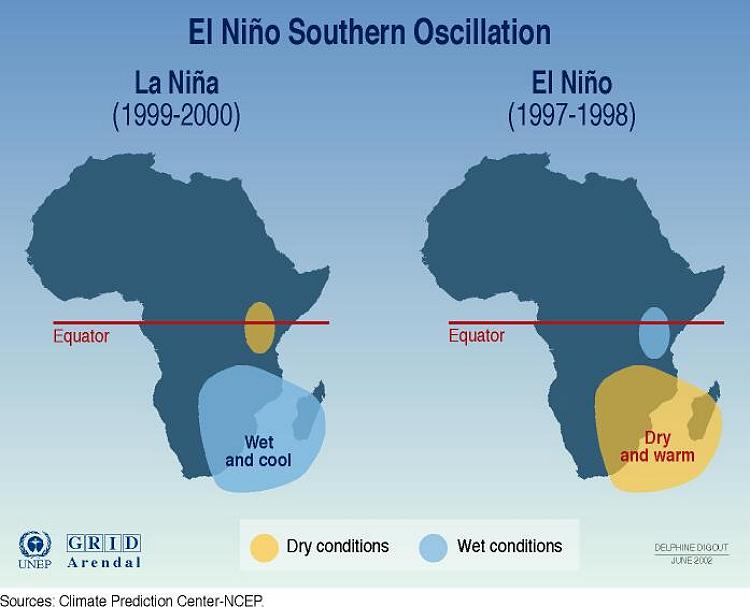 El Niño Southern Oscillation
La Niña
(1999-2000)
El Niño
(1997-1998)
Equator
Equator
Wet
and cool
Dry
and warm
UNEP
GRID
Arendal
Dry conditions
Wet conditions
DELPHINE DIGOUT
JUNE 2002
Sources: Climate Prediction Center-NCEP.